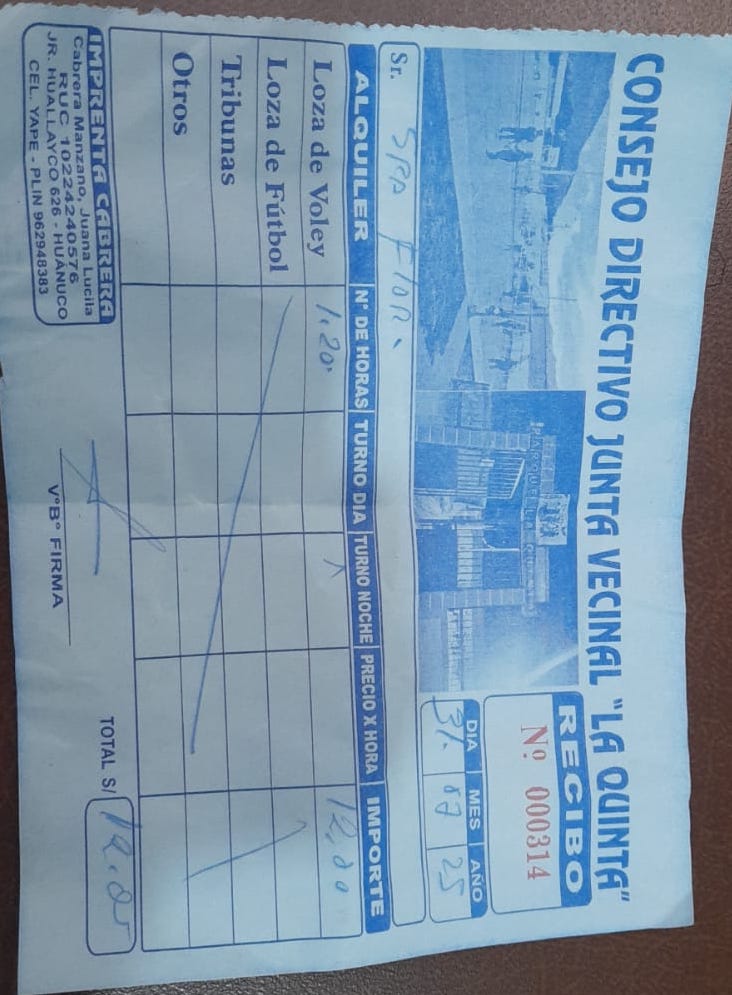 CONSEJO DIRECTIVO JUNTA VECINAL "LA QUINTA"
RECIBO
Nº 000314
DIA MES AÑO
31. 07 25
Sr. SRA FlOR.
ALQUILER Nº DE HORAS TURNO DIA TURNO NOCHE PRECIO X HORA IMPORTE
Loza de Voley 1.20. 12,00
Loza de Fútbol
Tribunas
Otros
TOTAL S/ 12.00
VºBº FIRMA
IMPRENTA CABRERA
Cabrera Manzano, Juana Lucila
RUC 10224240576
JR. HUALLAYCO 626 - HUÁNUCO
CEL. YAPE - PLIN 962948383